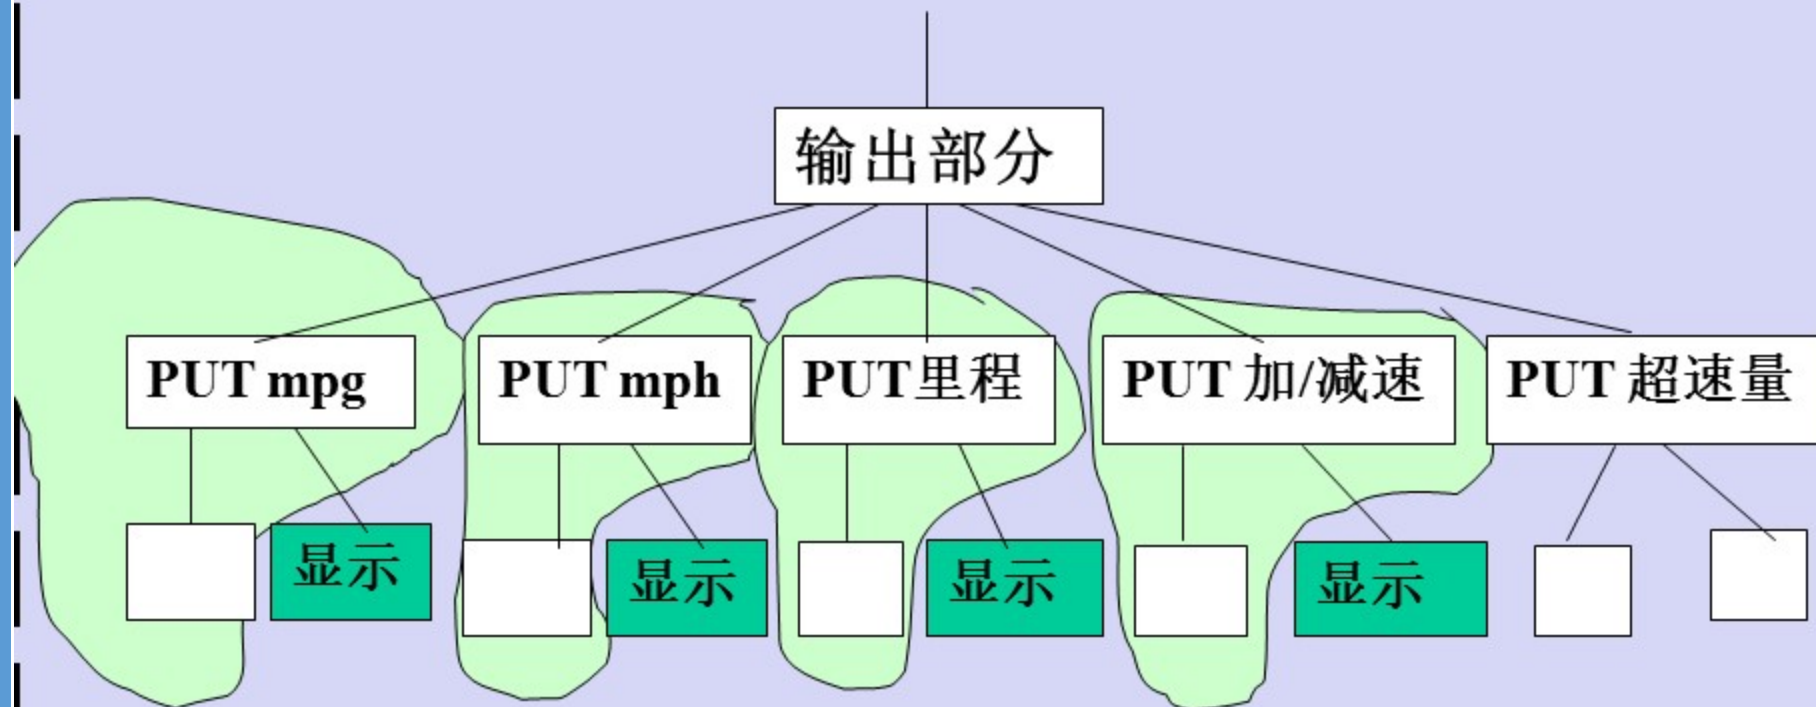 输出部分
PUT mpg
PUT mph
PUT里程
PUT 加/减速
PUT 超速量
显示
显示
显示
显示